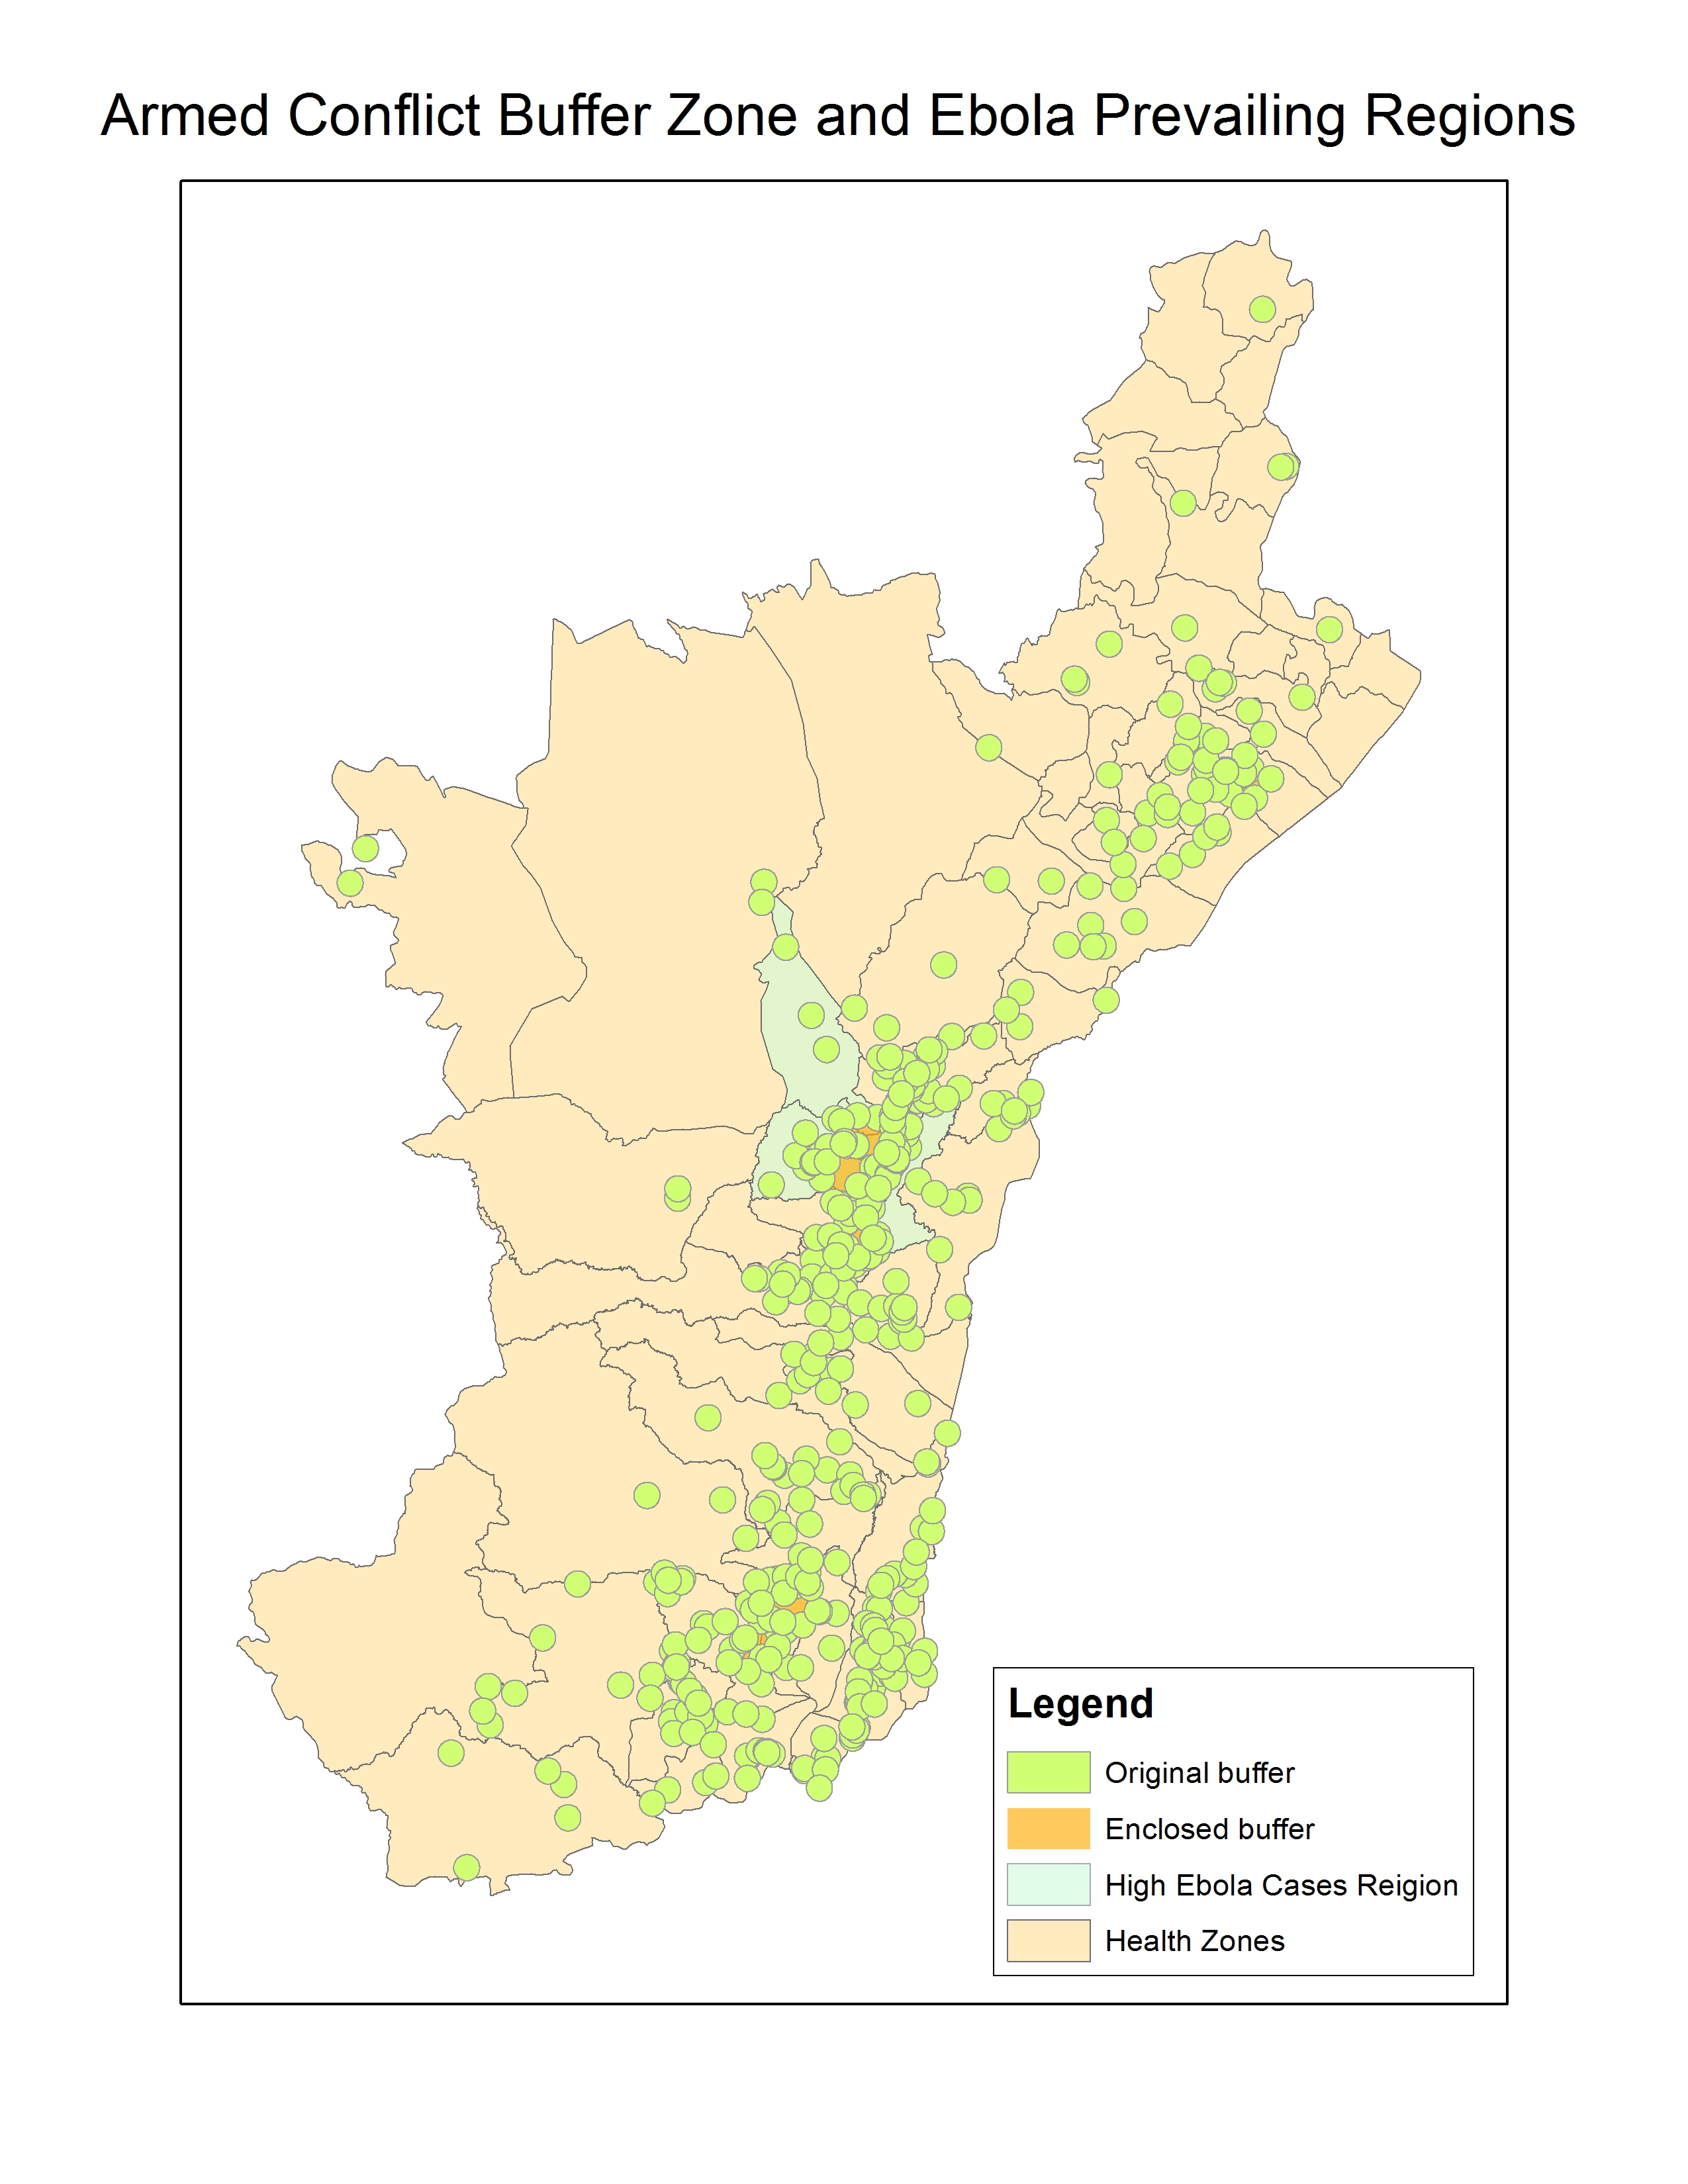 Armed Conflict Buffer Zone and Ebola Prevailing Regions
Legend
Original buffer
Enclosed buffer
High Ebola Cases Reigion
Health Zones